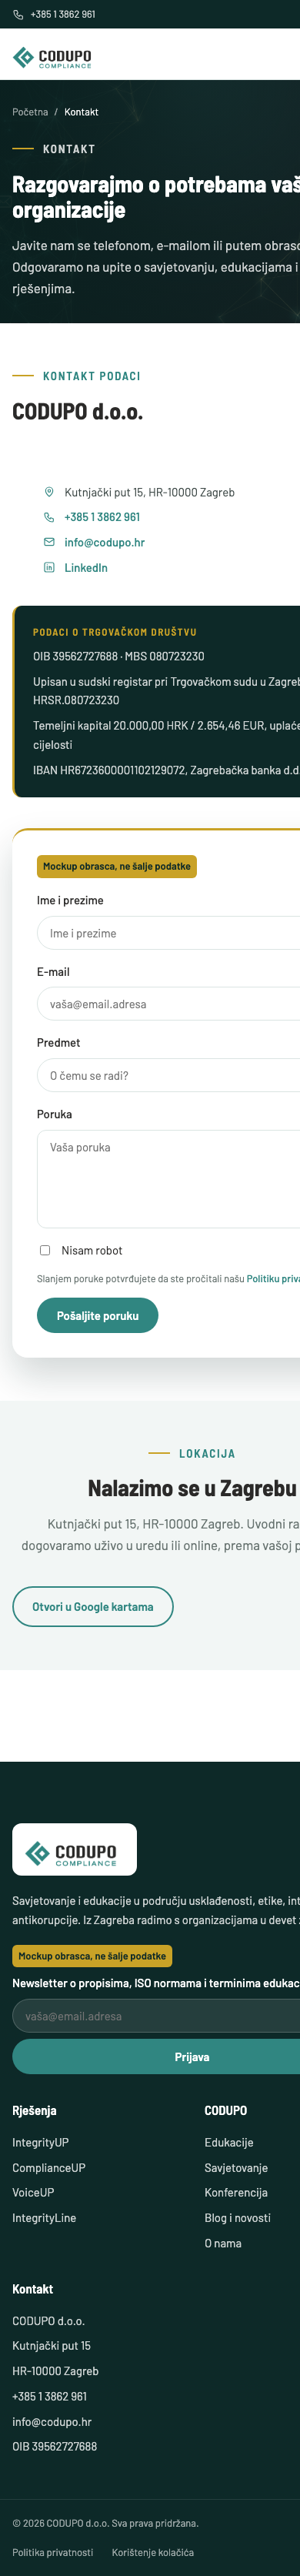 +385 1 3862 961
CODUPO
COMPLIANCE
Početna / Kontakt
KONTAKT
Razgovarajmo o potrebama vaš
organizacije
Javite nam se telefonom, e-mailom ili putem obrasc
Odgovaramo na upite o savjetovanju, edukacijama i
rješenjima.
KONTAKT PODACI
CODUPO d.o.o.
Kutnjački put 15, HR-10000 Zagreb
+385 1 3862 961
info@codupo.hr
LinkedIn
PODACI O TRGOVAČKOM DRUŠTVU
OIB 39562727688 · MBS 080723230
Upisan u sudski registar pri Trgovačkom sudu u Zagreb
HRSR.080723230
Temeljni kapital 20.000,00 HRK / 2.654,46 EUR, uplaće
cijelosti
IBAN HR6723600001102129072, Zagrebačka banka d.d.
Mockup obrasca, ne šalje podatke
Ime i prezime
Ime i prezime
E-mail
vaša@email.adresa
Predmet
O čemu se radi?
Poruka
Vaša poruka
Nisam robot
Slanjem poruke potvrđujete da ste pročitali našu Politiku priva
Pošaljite poruku
LOKACIJA
Nalazimo se u Zagrebu
Kutnjački put 15, HR-10000 Zagreb. Uvodni ra
dogovaramo uživo u uredu ili online, prema vašoj p
Otvori u Google kartama
CODUPO
COMPLIANCE
Savjetovanje i edukacije u području usklađenosti, etike, int
antikorupcije. Iz Zagreba radimo s organizacijama u devet z
Mockup obrasca, ne šalje podatke
Newsletter o propisima, ISO normama i terminima edukac
vaša@email.adresa
Prijava
Rješenja
IntegrityUP
ComplianceUP
VoiceUP
IntegrityLine
CODUPO
Edukacije
Savjetovanje
Konferencija
Blog i novosti
O nama
Kontakt
CODUPO d.o.o.
Kutnjački put 15
HR-10000 Zagreb
+385 1 3862 961
info@codupo.hr
OIB 39562727688
© 2026 CODUPO d.o.o. Sva prava pridržana.
Politika privatnosti Korištenje kolačića